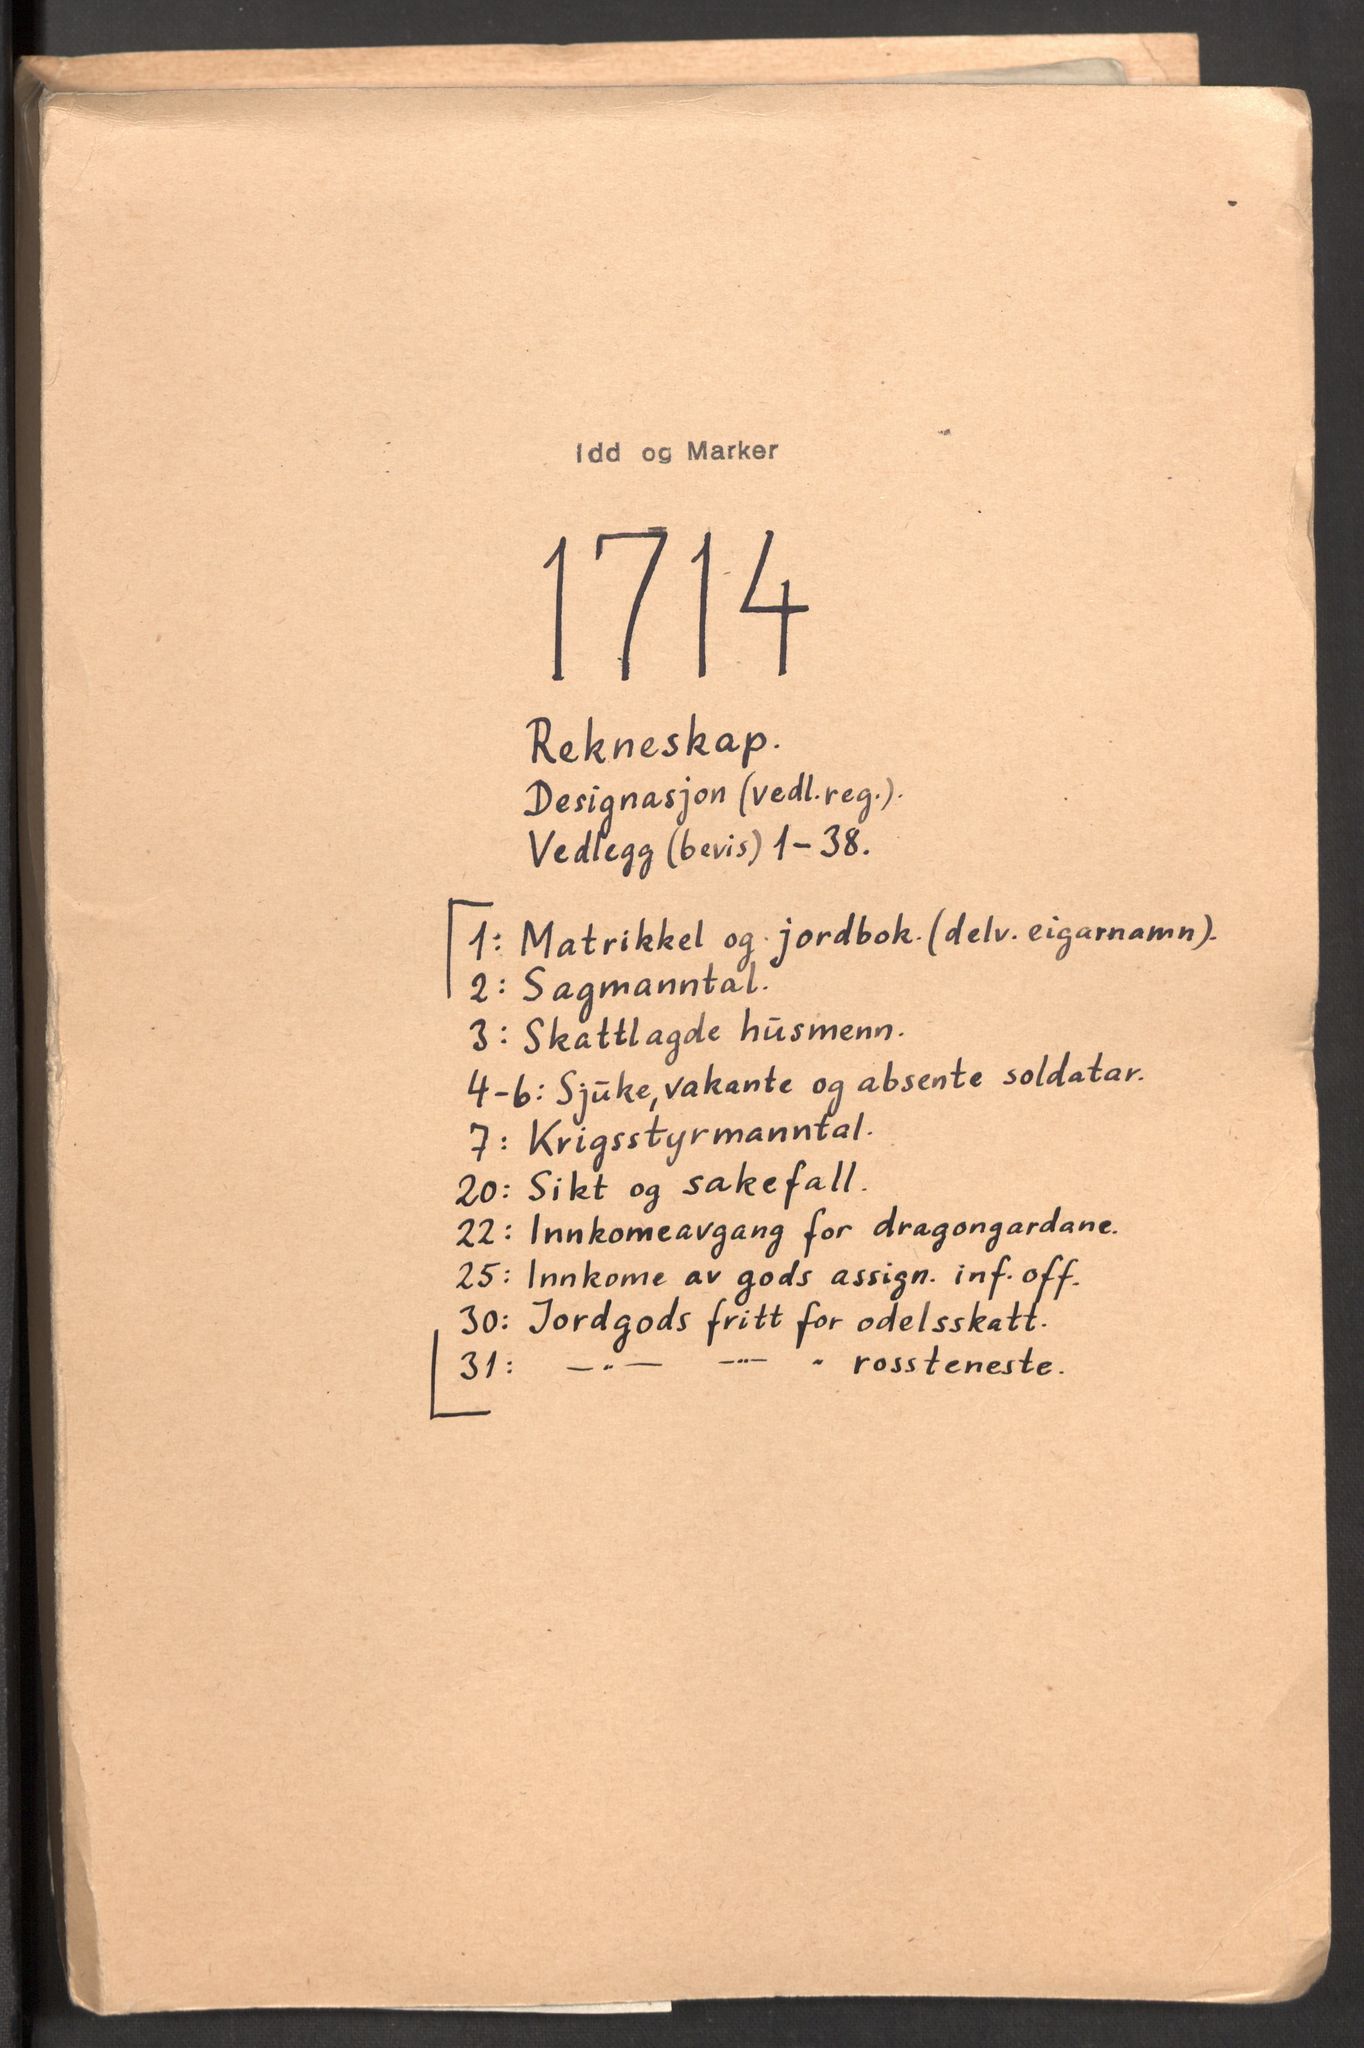 Idd og Marker
1714
Rekneskap.
Designasjon (vedl.reg.).
Vedlegg (bevis) 1-38.
1: Matrikkel og jordbok. (delv. eigarnamn).
2: Sagmanntal.
3: Skattlagde hūsmenn.
4-6: Sjūke, vakante og absente soldatar.
7: Krigsstyrmanntal.
20: Sikt og sakefall.
22: Innkomeavgang for dragongardane.
25: Innkome av gods assign. inf. off.
30: Jordgods fritt for odelsskatt.
31: —"— —"— " rossteneste.